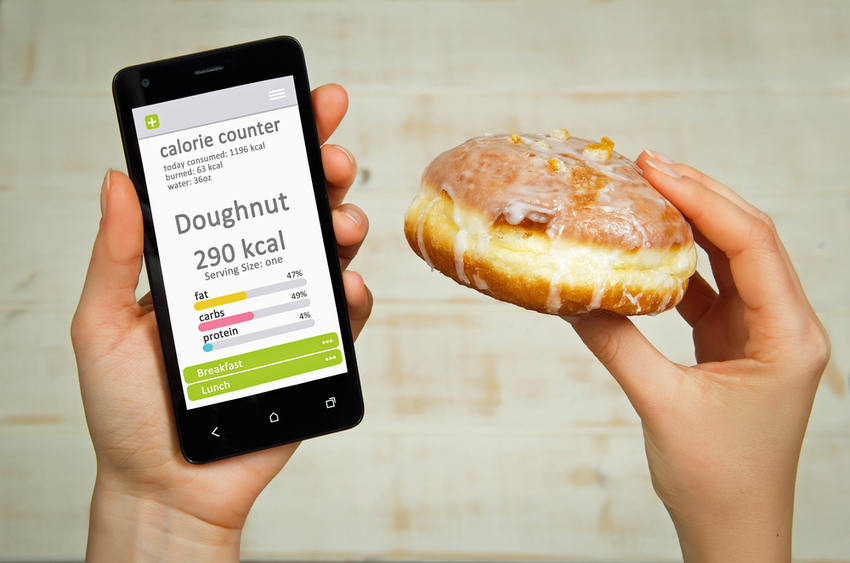 calorie counter
today consumed: 1196 kcal
burned: 63 kcal
water: 36oz
Doughnut
290 kcal
Serving Size: one
fat 47%
carbs 49%
protein 4%
Breakfast
Lunch